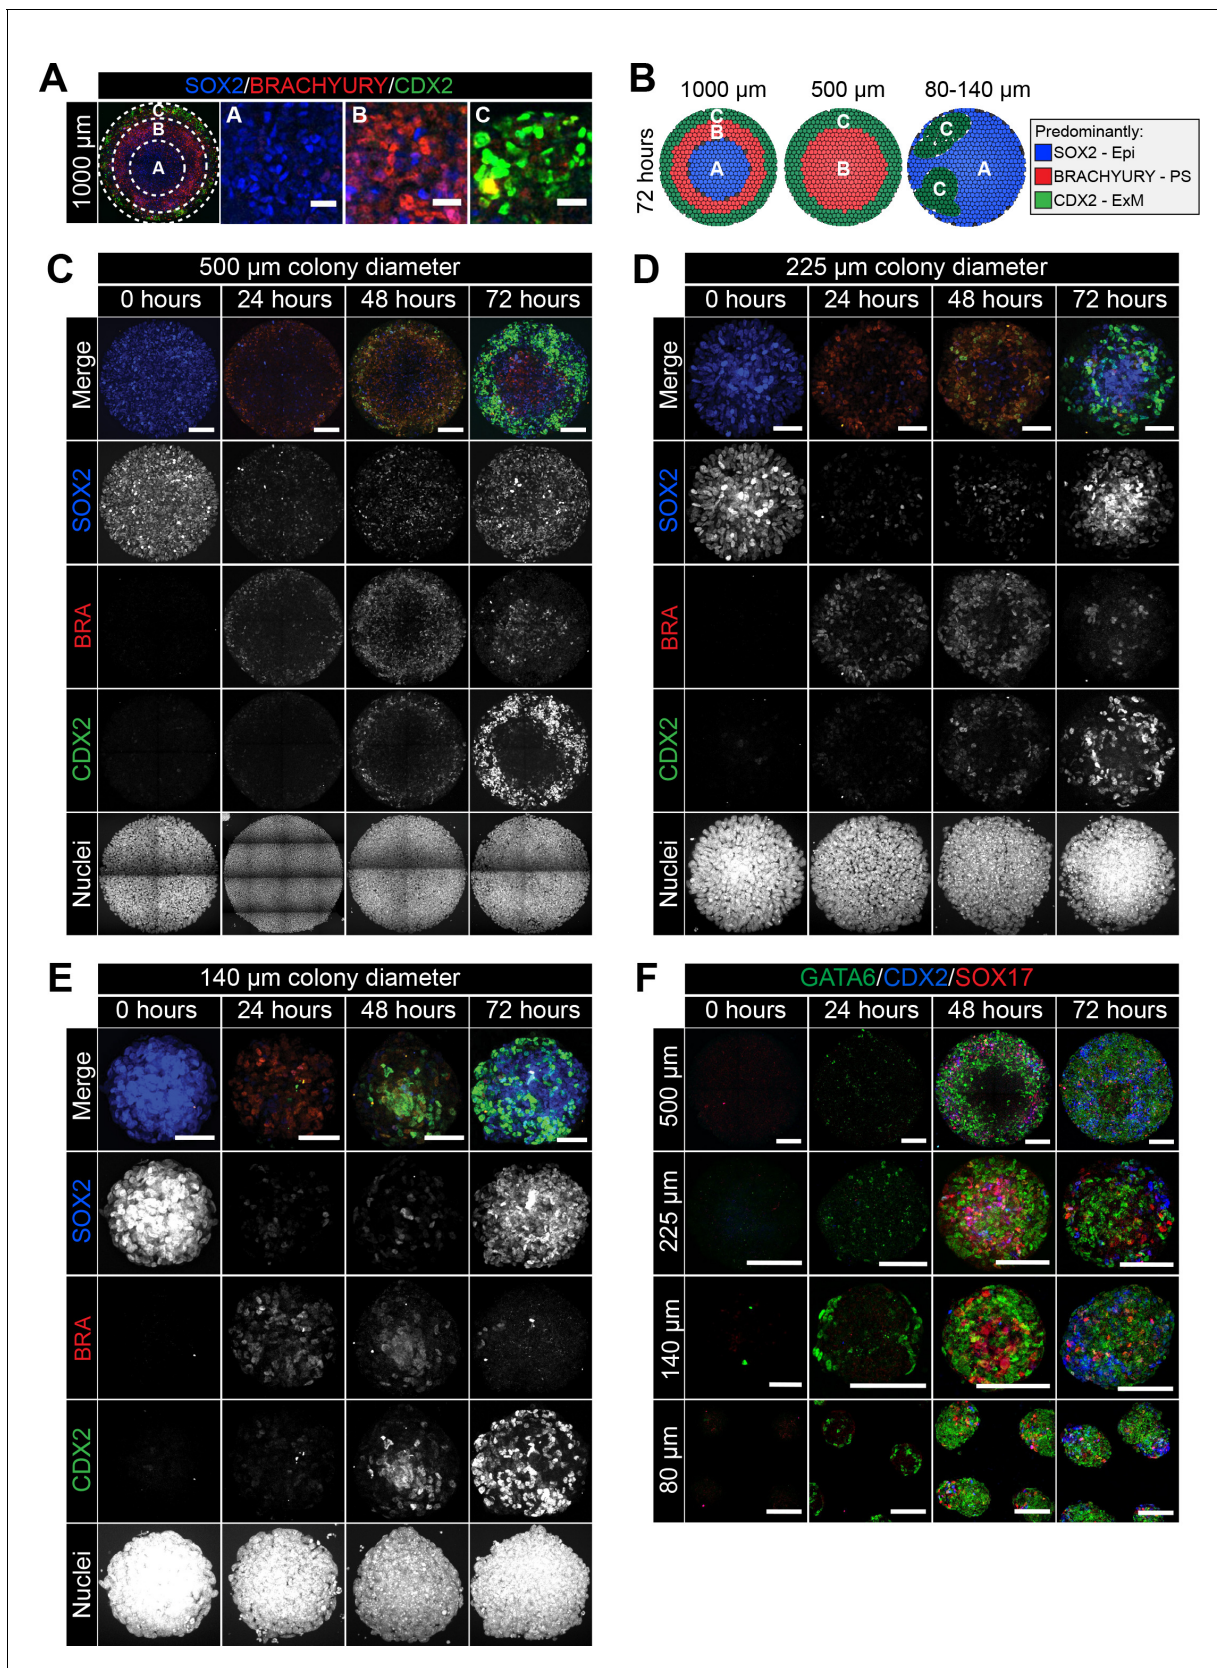 A
SOX2/BRACHYURY/CDX2
1000 µm
C
B
A
A
B
C
B
1000 µm
500 µm
80-140 µm
72 hours
C
B
A
C
B
C
A
C
Predominantly:
SOX2 - Epi
BRACHYURY - PS
CDX2 - ExM
C
500 µm colony diameter
0 hours
24 hours
48 hours
72 hours
Merge
SOX2
BRA
CDX2
Nuclei
D
225 µm colony diameter
0 hours
24 hours
48 hours
72 hours
Merge
SOX2
BRA
CDX2
Nuclei
E
140 µm colony diameter
0 hours
24 hours
48 hours
72 hours
Merge
SOX2
BRA
CDX2
Nuclei
F
GATA6/CDX2/SOX17
0 hours
24 hours
48 hours
72 hours
500 µm
225 µm
140 µm
80 µm